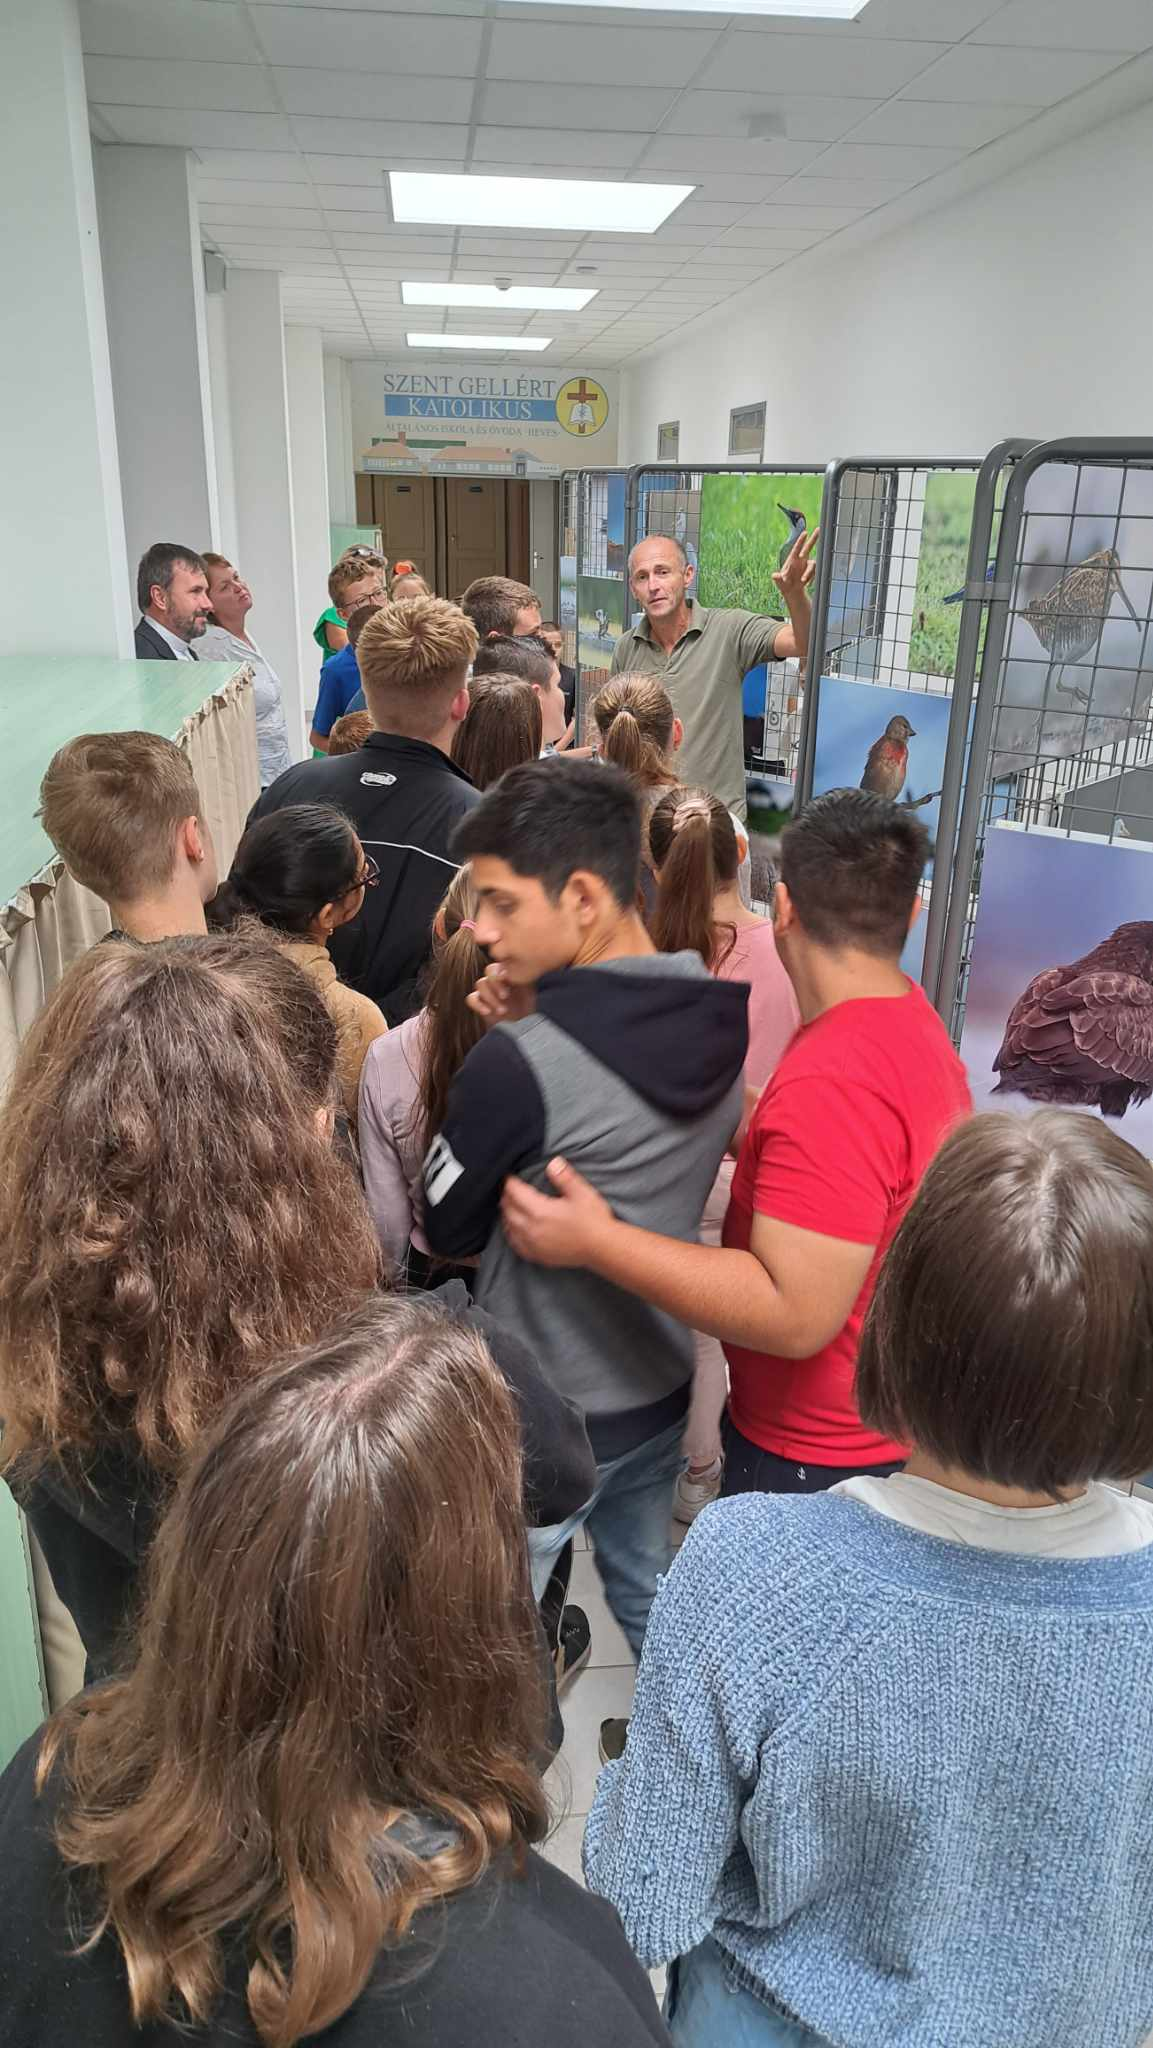 SZENT GELLÉRT
KATOLIKUS
ÁLTALÁNOS ISKOLA ÉS ÓVODA - HEVES